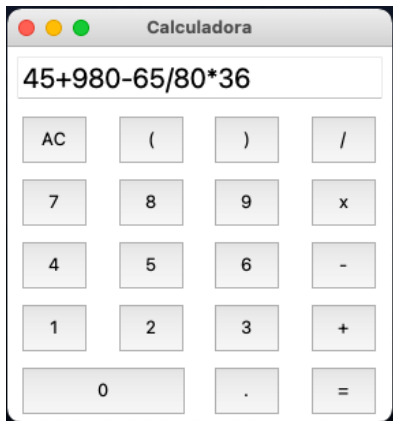 Calculadora
45+980-65/80*36
AC ( ) /
7 8 9 x
4 5 6 -
1 2 3 +
0 . =